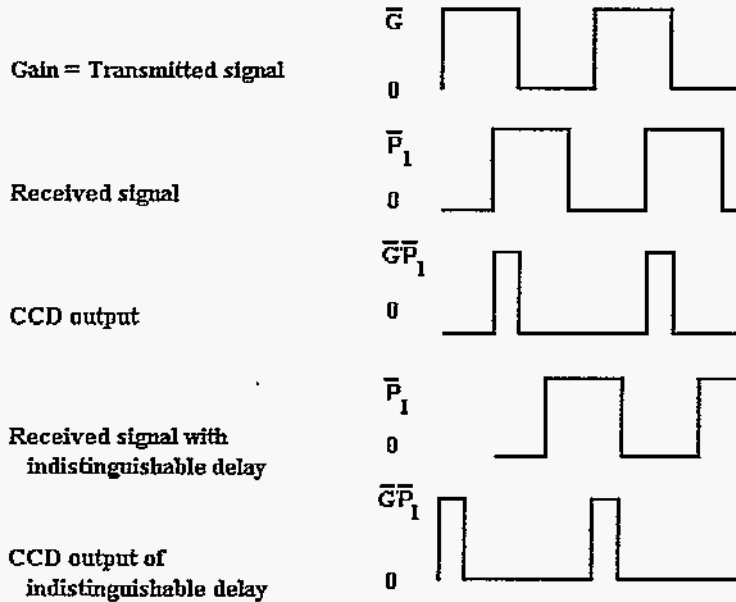 G̅
Gain = Transmitted signal
0
P̅1
Received signal
0
G̅P̅1
CCD output
0
P̅1
Received signal with
indistinguishable delay
0
G̅P̅1
CCD output of
indistinguishable delay
0